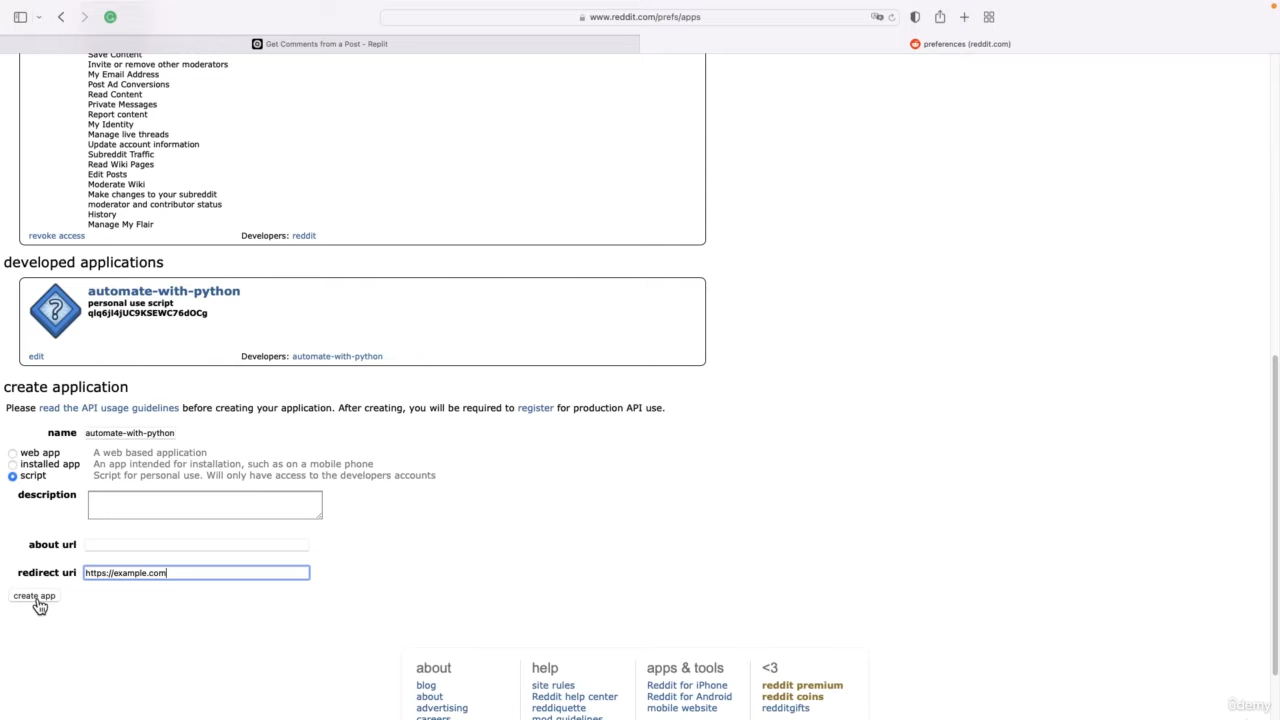 www.reddit.com/prefs/apps
Get Comments from a Post - Replit
preferences (reddit.com)
Save Content
Invite or remove other moderators
My Email Address
Post Ad Conversions
Read Content
Private Messages
Report content
My Identity
Manage live threads
Update account information
Subreddit Traffic
Read Wiki Pages
Edit Posts
Moderate Wiki
Make changes to your subreddit
moderator and contributor status
History
Manage My Flair
revoke access Developers: reddit
developed applications
automate-with-python
personal use script
qlq6jl4jUC9KSEWC76dOCg
edit Developers: automate-with-python
create application
Please read the API usage guidelines before creating your application. After creating, you will be required to register for production API use.
name automate-with-python
web app A web based application
installed app An app intended for installation, such as on a mobile phone
script Script for personal use. Will only have access to the developers accounts
description
about url
redirect uri https://example.com
create app
about help apps & tools <3
blog site rules Reddit for iPhone reddit premium
about Reddit help center Reddit for Android reddit coins
advertising reddiquette mobile website redditgifts
careers mod guidelines
ûdemy